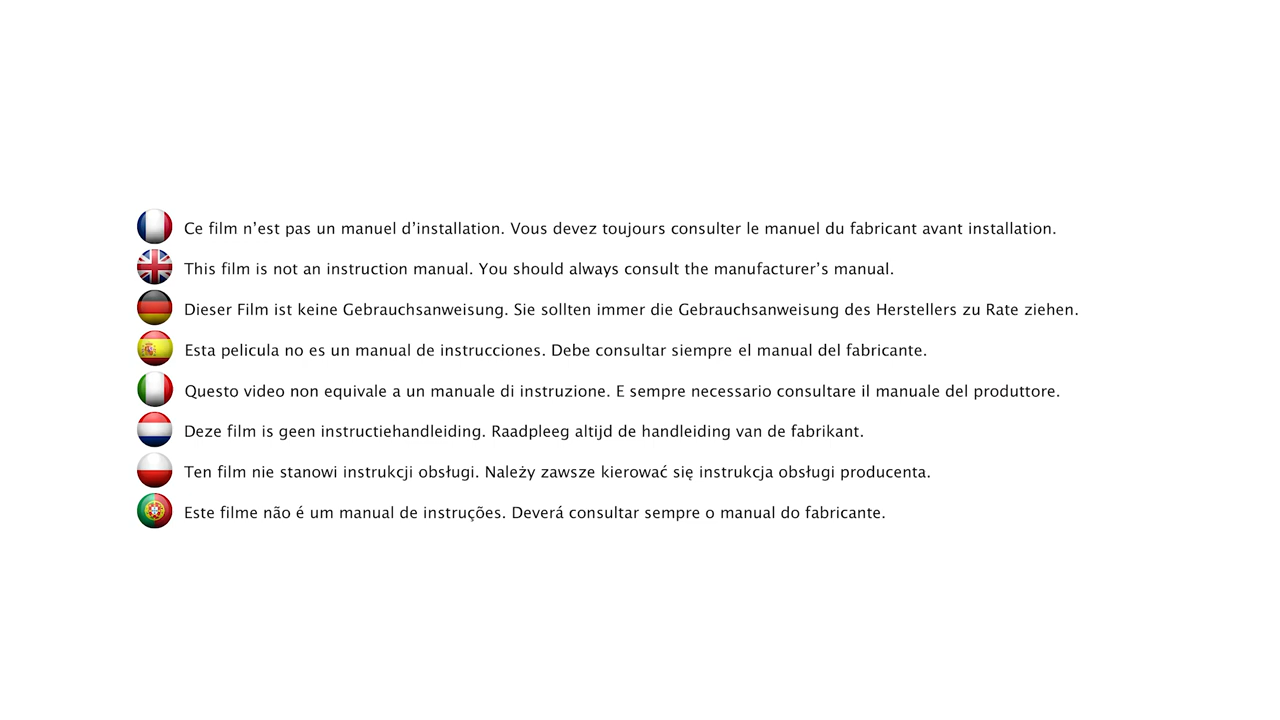 Ce film n’est pas un manuel d’installation. Vous devez toujours consulter le manuel du fabricant avant installation.
This film is not an instruction manual. You should always consult the manufacturer’s manual.
Dieser Film ist keine Gebrauchsanweisung. Sie sollten immer die Gebrauchsanweisung des Herstellers zu Rate ziehen.
Esta pelicula no es un manual de instrucciones. Debe consultar siempre el manual del fabricante.
Questo video non equivale a un manuale di instruzione. E sempre necessario consultare il manuale del produttore.
Deze film is geen instructiehandleiding. Raadpleeg altijd de handleiding van de fabrikant.
Ten film nie stanowi instrukcji obsługi. Należy zawsze kierować się instrukcja obsługi producenta.
Este filme não é um manual de instruções. Deverá consultar sempre o manual do fabricante.